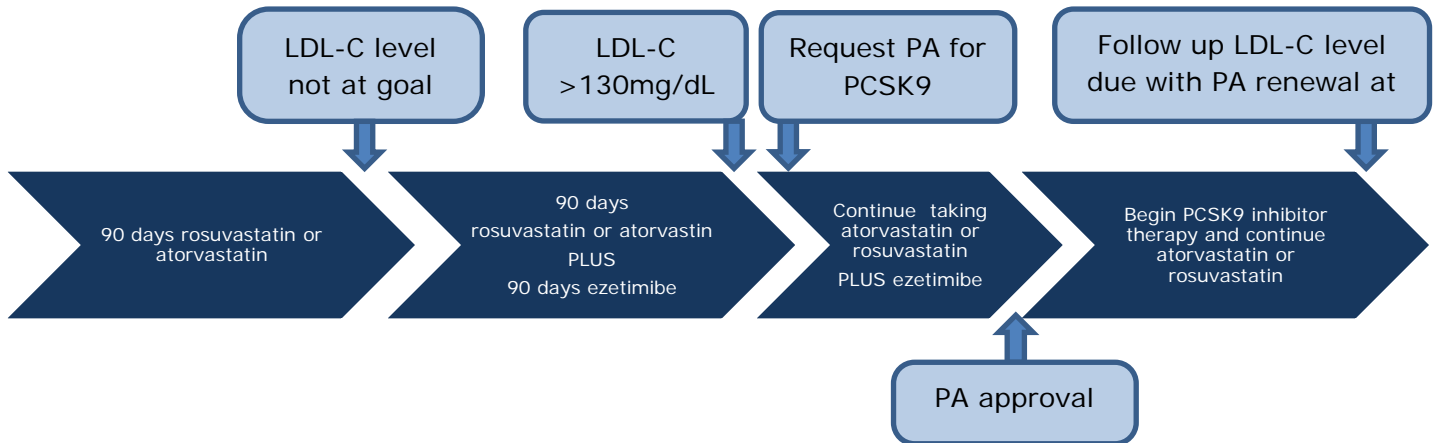 LDL-C level
not at goal
LDL-C
>130mg/dL
Request PA for
PCSK9
Follow up LDL-C level
due with PA renewal at
90 days rosuvastatin or
atorvastatin
90 days
rosuvastatin or atorvastin
PLUS
90 days ezetimibe
Continue taking
atorvastatin or
rosuvastatin
PLUS ezetimibe
Begin PCSK9 inhibitor
therapy and continue
atorvastatin or
rosuvastatin
PA approval